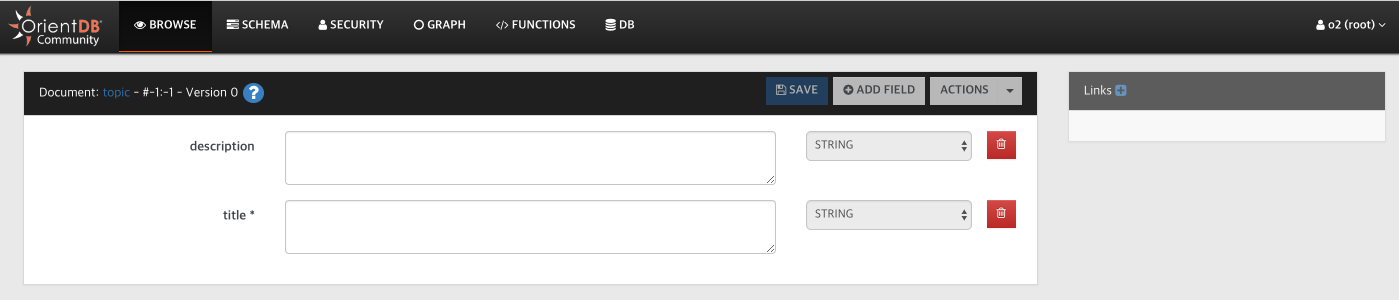 OrientDB®
Community
BROWSE
SCHEMA
SECURITY
GRAPH
</> FUNCTIONS
DB
o2 (root)
Document: topic - #-1:-1 - Version 0 ?
SAVE
ADD FIELD
ACTIONS
Links
description
STRING
title *
STRING